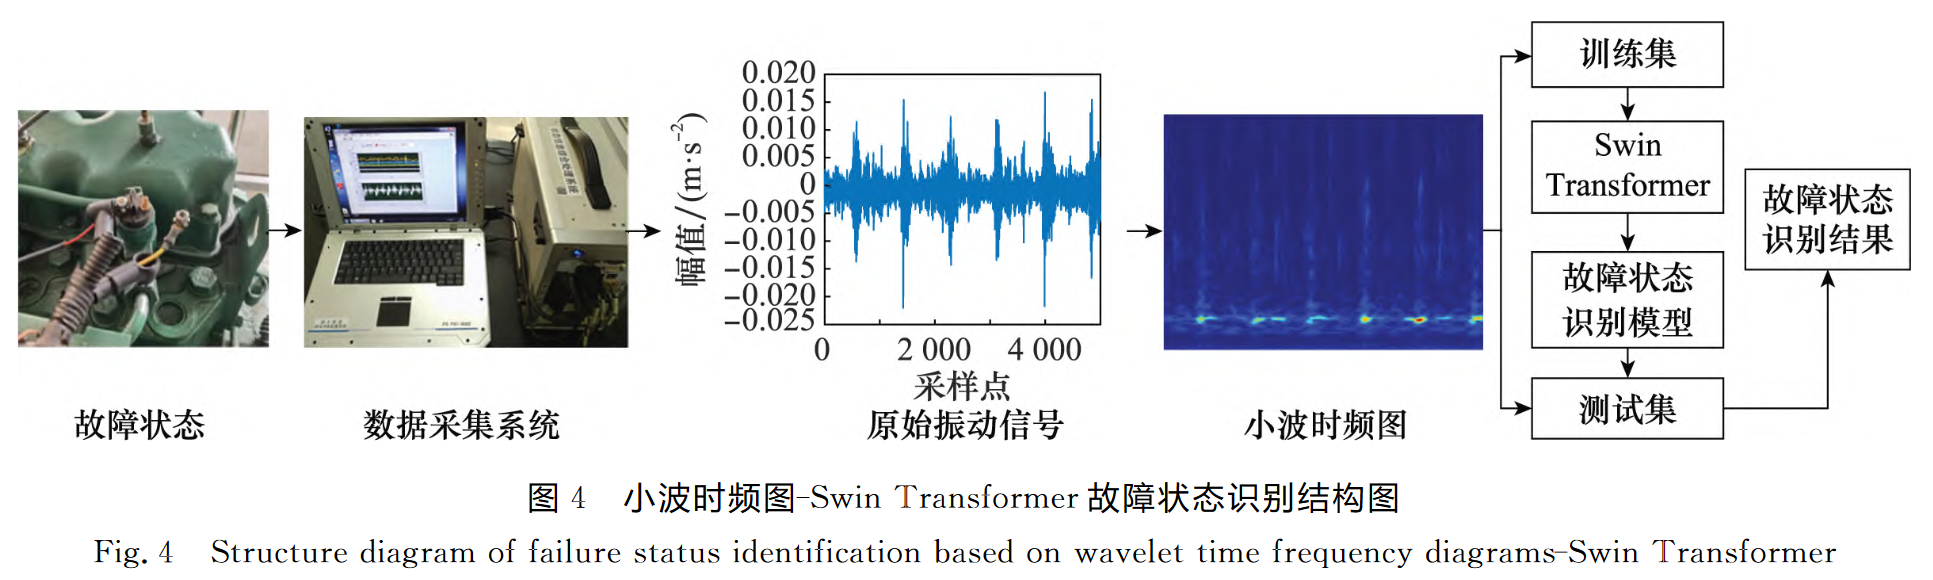 0.020
0.015
0.010
0.005
0
-0.005
-0.010
-0.015
-0.020
-0.025
幅值/(m·s⁻²)
0 2 000 4 000
采样点
故障状态
数据采集系统
原始振动信号
小波时频图
训练集
Swin
Transformer
故障状态
识别模型
测试集
故障状态
识别结果
图 4 小波时频图-Swin Transformer 故障状态识别结构图
Fig. 4 Structure diagram of failure status identification based on wavelet time frequency diagrams-Swin Transformer